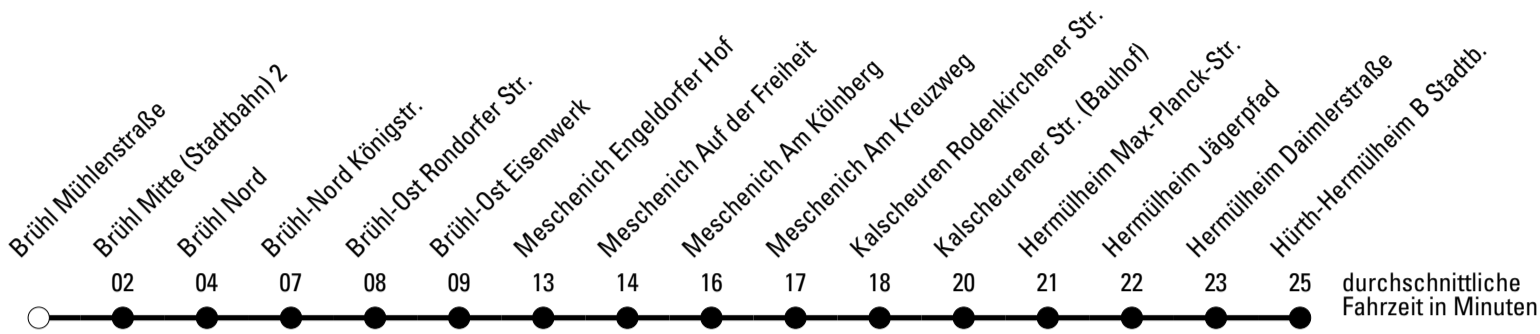 Brühl Mühlenstraße
Brühl Mitte (Stadtbahn) 2
Brühl Nord
Brühl-Nord Königstr.
Brühl-Ost Rondorfer Str.
Brühl-Ost Eisenwerk
Meschenich Engeldorfer Hof
Meschenich Auf der Freiheit
Meschenich Am Kölnberg
Meschenich Am Kreuzweg
Kalscheuren Rodenkirchener Str.
Kalscheurener Str. (Bauhof)
Hermülheim Max-Planck-Str.
Hermülheim Jägerpfad
Hermülheim Daimlerstraße
Hürth-Hermülheim B Stadtb.
02 04 07 08 09 13 14 16 17 18 20 21 22 23 25
durchschnittliche
Fahrzeit in Minuten